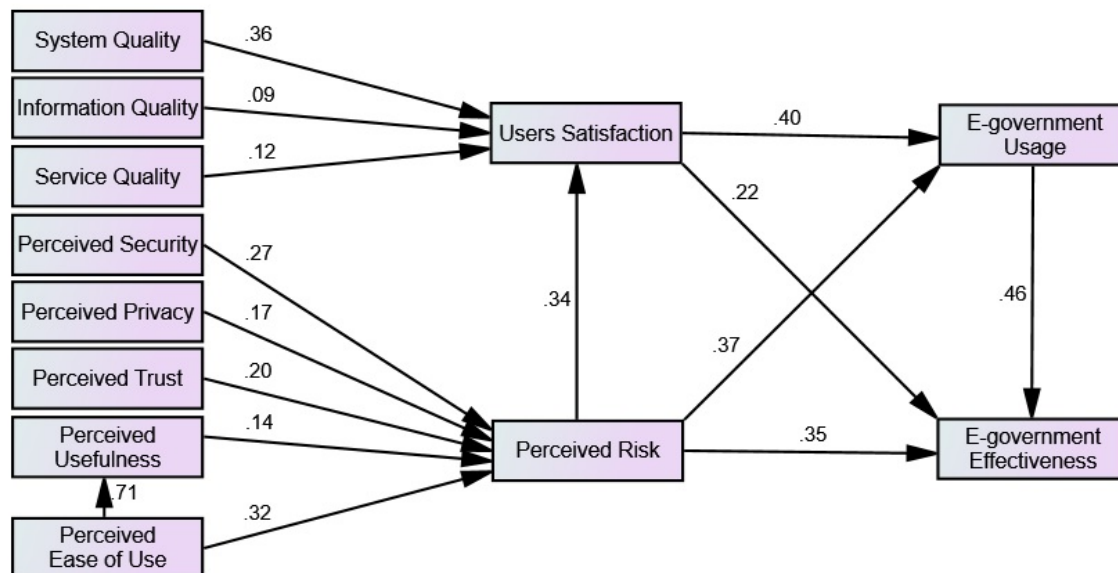 System Quality
.36
Information Quality
.09
Service Quality
.12
Perceived Security
.27
Perceived Privacy
.17
Perceived Trust
.20
Perceived
Usefulness
.14
.71
Perceived
Ease of Use
.32
Users Satisfaction
.40
.22
.34
.37
Perceived Risk
.35
E-government
Usage
.46
E-government
Effectiveness